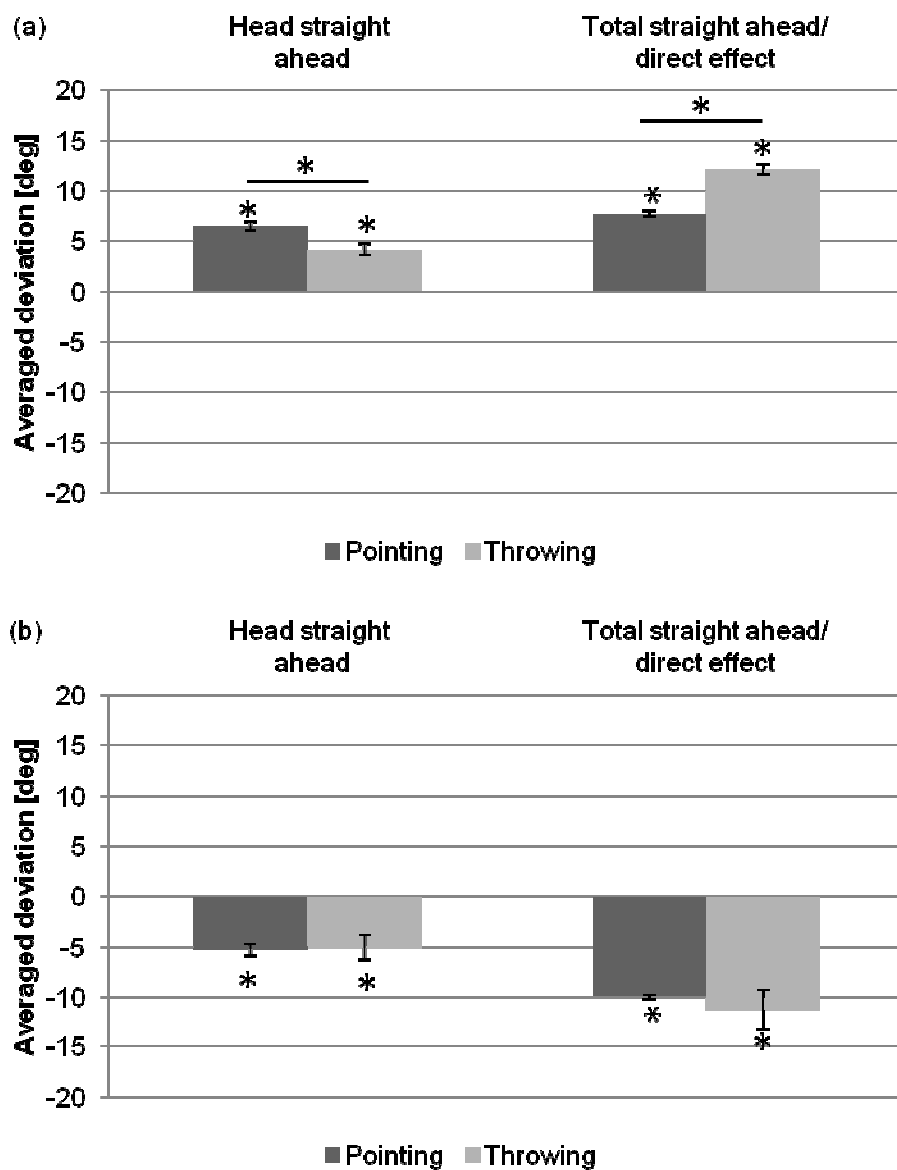 (a)
Head straight
ahead
Total straight ahead/
direct effect
Averaged deviation [deg]
20
15
10
5
0
-5
-10
-15
-20
*
*
*
*
*
*
Pointing
Throwing
(b)
Head straight
ahead
Total straight ahead/
direct effect
Averaged deviation [deg]
20
15
10
5
0
-5
-10
-15
-20
*
*
*
*
Pointing
Throwing